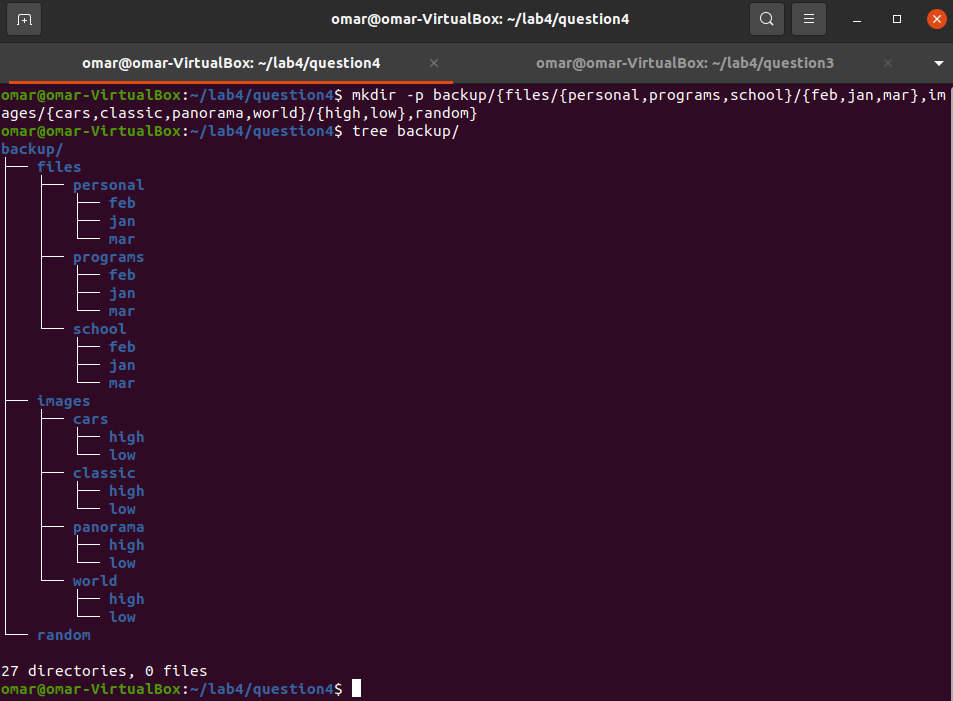 omar@omar-VirtualBox: ~/lab4/question4
omar@omar-VirtualBox: ~/lab4/question4
omar@omar-VirtualBox: ~/lab4/question3
omar@omar-VirtualBox:~/lab4/question4$ mkdir -p backup/{files/{personal,programs,school}/{feb,jan,mar},im
ages/{cars,classic,panorama,world}/{high,low},random}
omar@omar-VirtualBox:~/lab4/question4$ tree backup/
backup/
├── files
│   ├── personal
│   │   ├── feb
│   │   ├── jan
│   │   └── mar
│   ├── programs
│   │   ├── feb
│   │   ├── jan
│   │   └── mar
│   └── school
│       ├── feb
│       ├── jan
│       └── mar
├── images
│   ├── cars
│   │   ├── high
│   │   └── low
│   ├── classic
│   │   ├── high
│   │   └── low
│   ├── panorama
│   │   ├── high
│   │   └── low
│   └── world
│       ├── high
│       └── low
└── random
27 directories, 0 files
omar@omar-VirtualBox:~/lab4/question4$